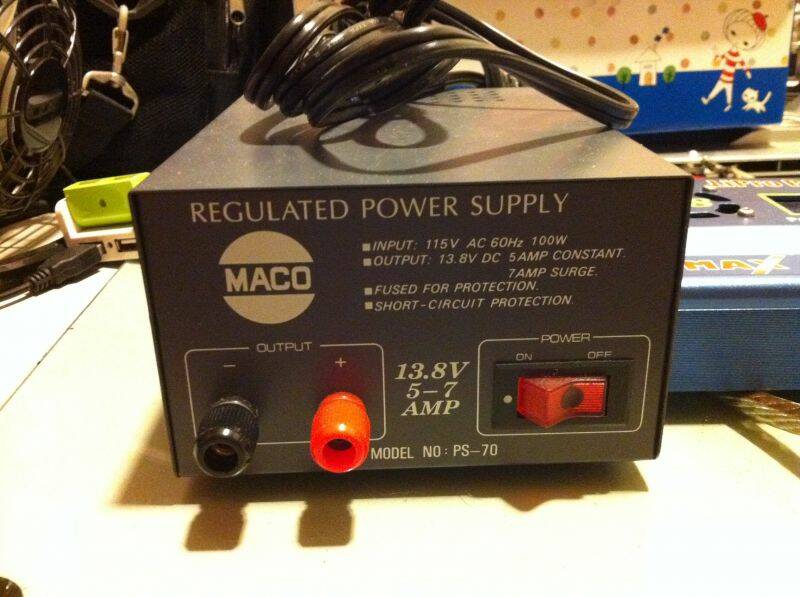 REGULATED POWER SUPPLY
MACO
■INPUT: 115V AC 60Hz 100W
■OUTPUT: 13.8V DC 5AMP CONSTANT.
7AMP SURGE.
■FUSED FOR PROTECTION.
■SHORT-CIRCUIT PROTECTION.
OUTPUT
– +
13.8V
5–7
AMP
POWER
ON OFF
MODEL NO: PS–70
MAX